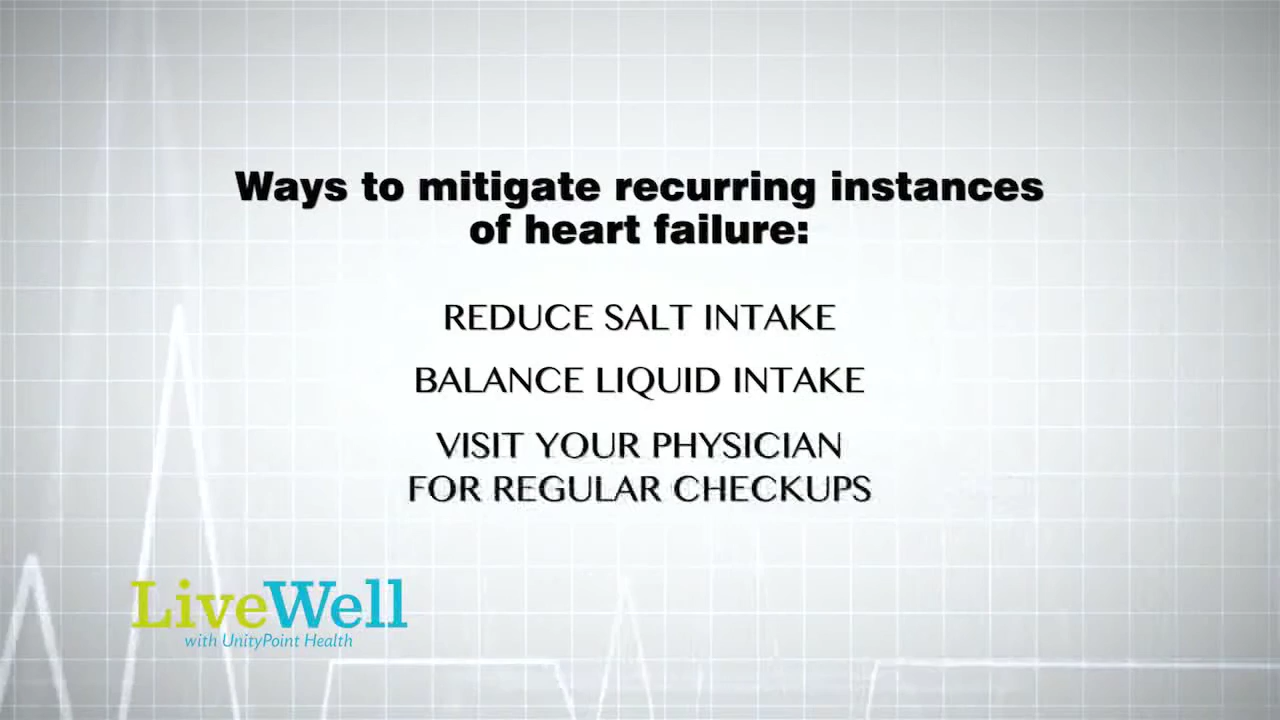 Ways to mitigate recurring instances
of heart failure:
REDUCE SALT INTAKE
BALANCE LIQUID INTAKE
VISIT YOUR PHYSICIAN
FOR REGULAR CHECKUPS
LiveWell
with UnityPoint Health